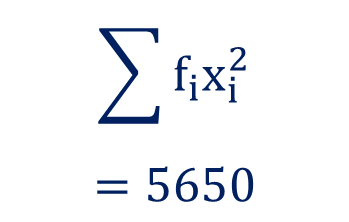 ∑ fᵢxᵢ²
= 5650